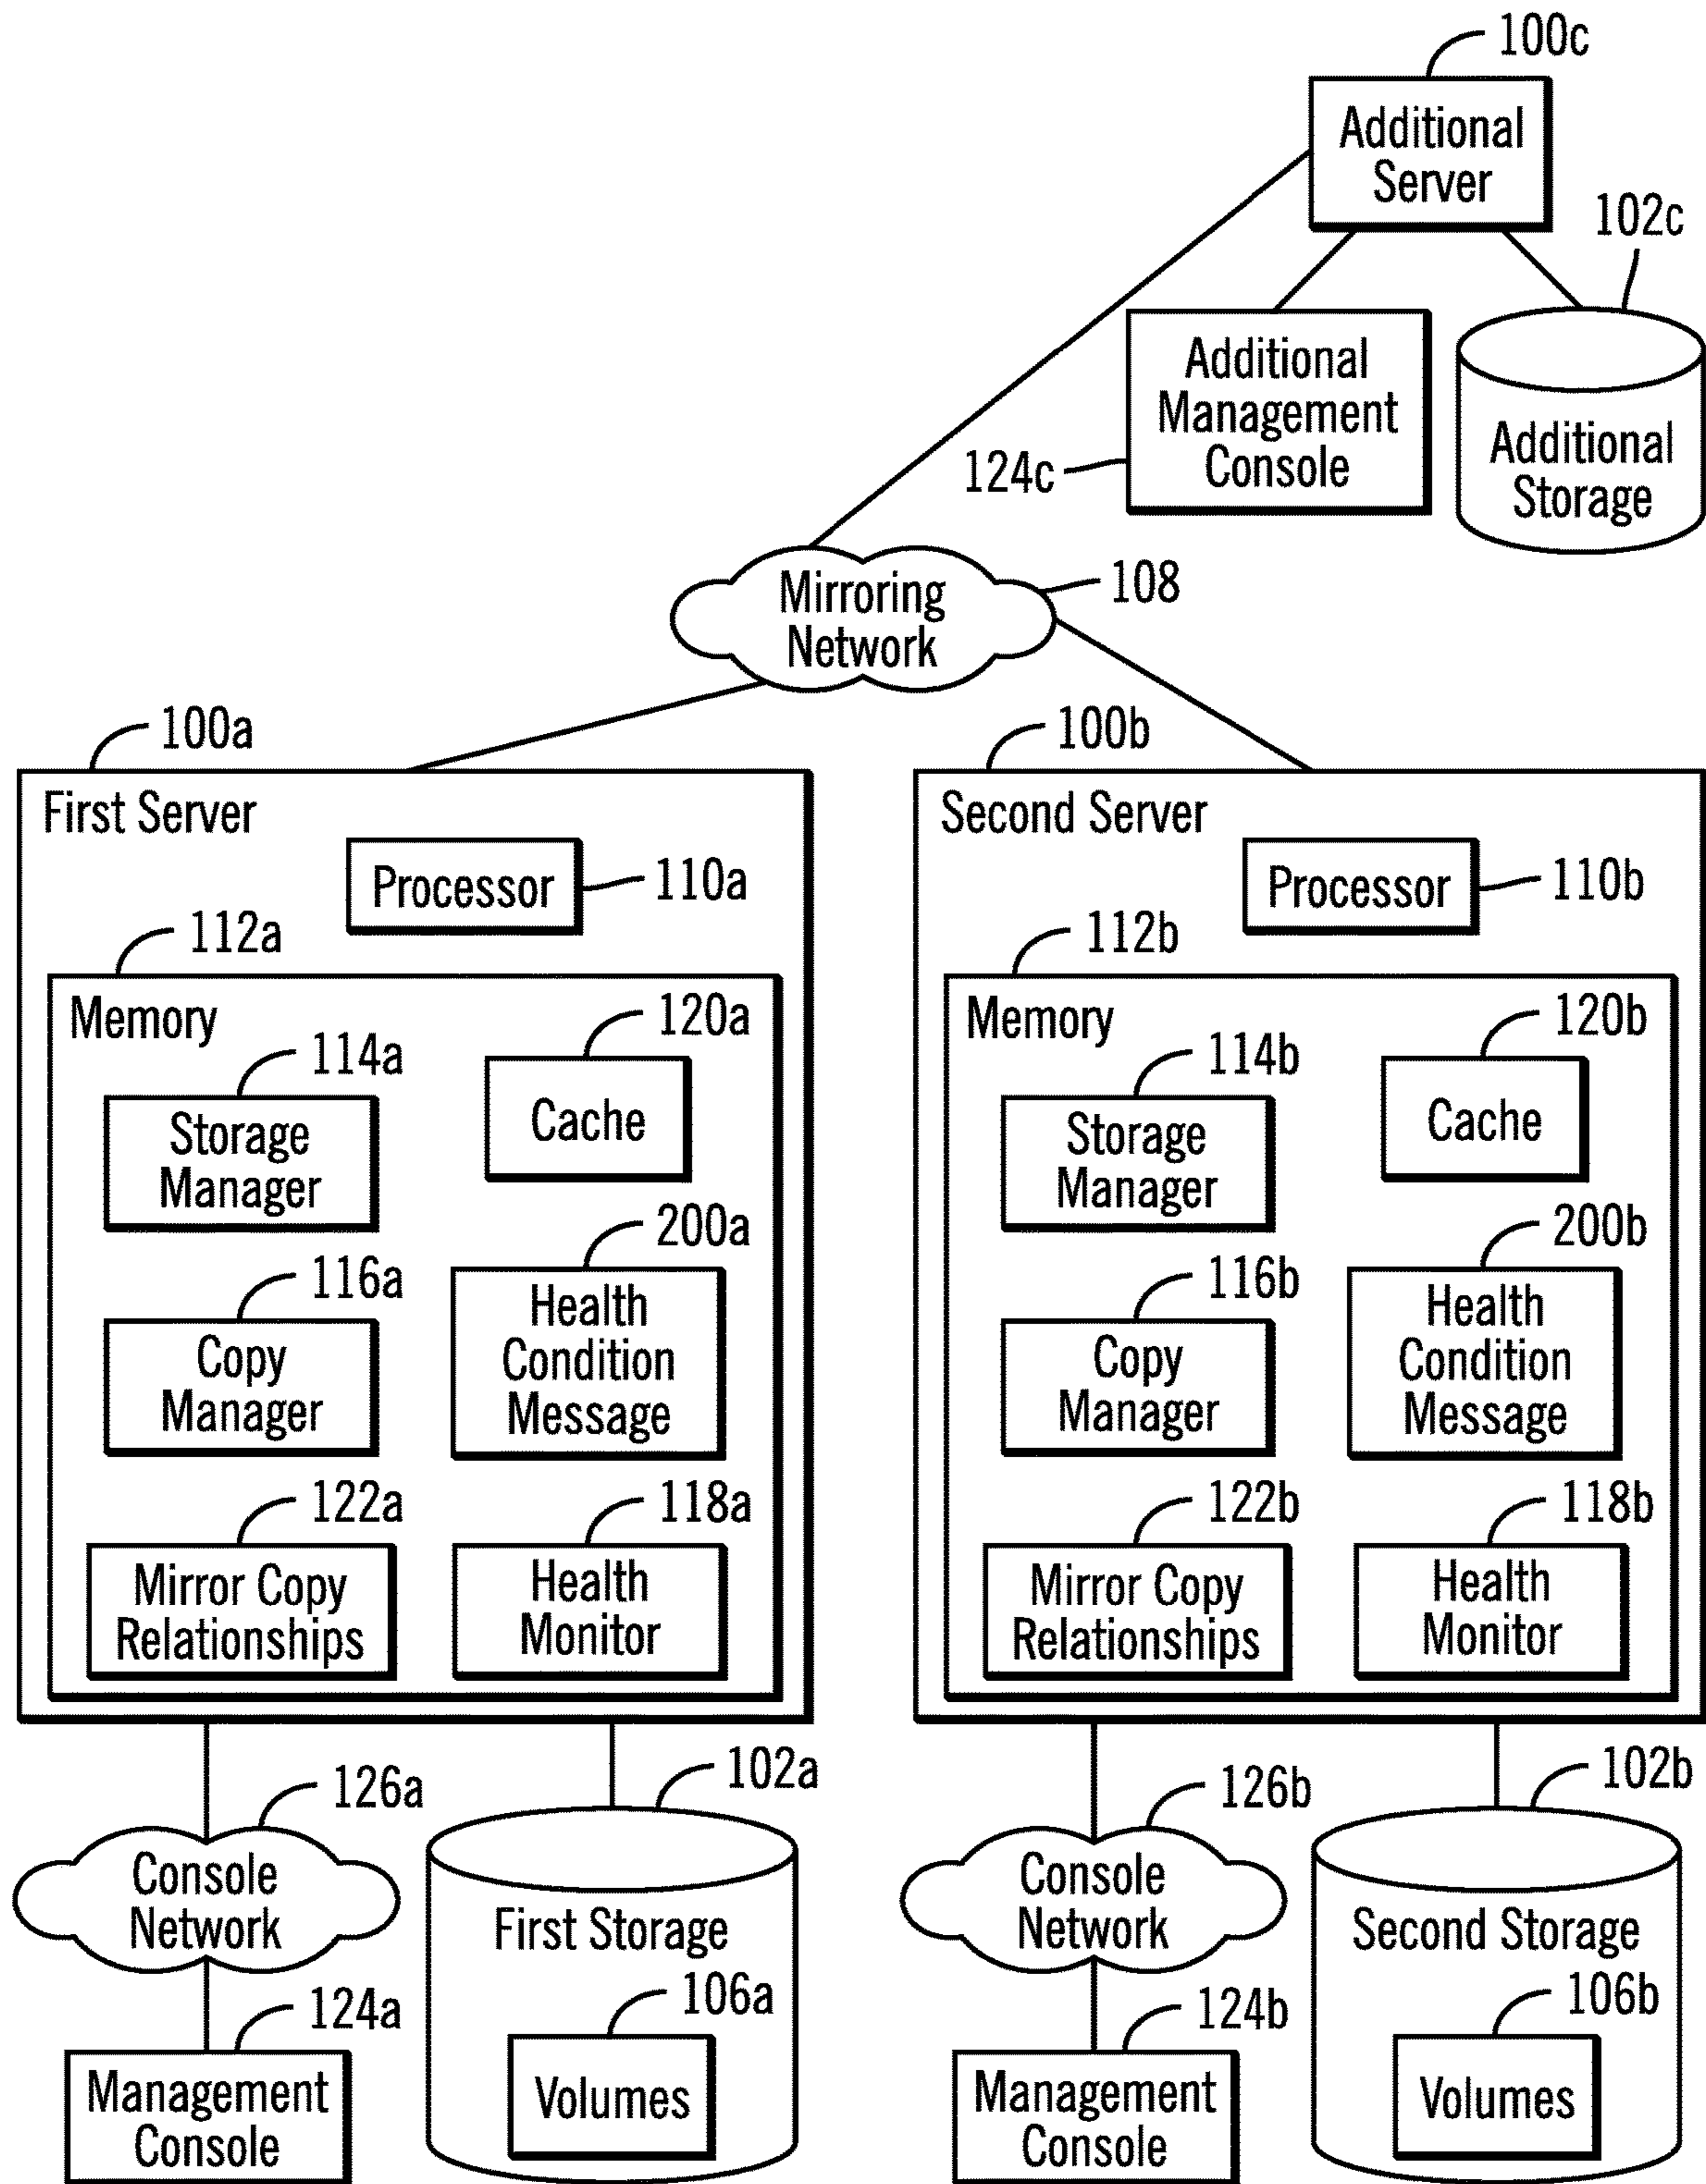 100c
Additional
Server
102c
Additional
Management
Console
124c
Additional
Storage
Mirroring
Network
108
100a
First Server
Processor
110a
112a
Memory
120a
114a
Cache
Storage
Manager
200a
116a
Health
Condition
Message
Copy
Manager
122a
118a
Mirror Copy
Relationships
Health
Monitor
100b
Second Server
Processor
110b
112b
Memory
120b
114b
Cache
Storage
Manager
200b
116b
Health
Condition
Message
Copy
Manager
122b
118b
Mirror Copy
Relationships
Health
Monitor
126a
102a
Console
Network
First Storage
124a
106a
Management
Console
Volumes
126b
102b
Console
Network
Second Storage
124b
106b
Management
Console
Volumes